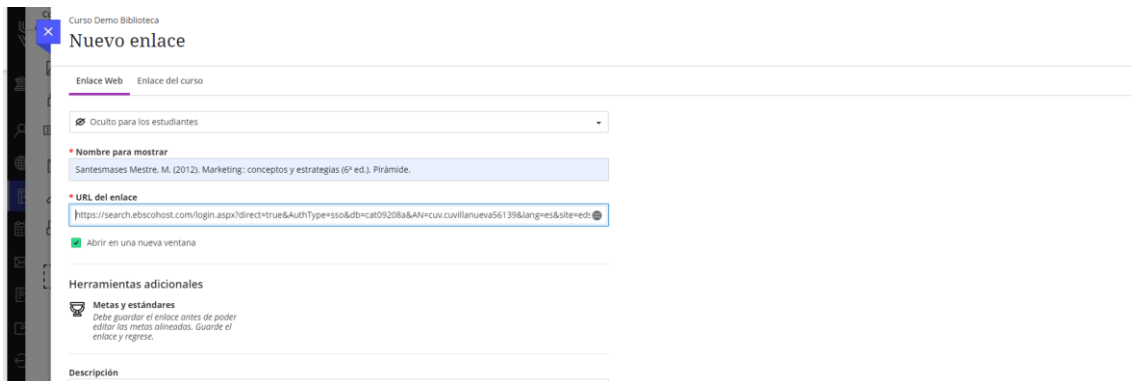 Curso Demo Biblioteca
Nuevo enlace
Enlace Web Enlace del curso
Oculto para los estudiantes
* Nombre para mostrar
Santesmases Mestre, M. (2012). Marketing: conceptos y estrategias (6ª ed.). Pirámide.
* URL del enlace
https://search.ebscohost.com/login.aspx?direct=true&AuthType=sso&db=cat09208a&AN=cuv.cuvillanueva56139&lang=es&site=eds
Abrir en una nueva ventana
Herramientas adicionales
Metas y estándares
Debe guardar el enlace antes de poder
editar las metas alineadas. Guarde el
enlace y regrese.
Descripción